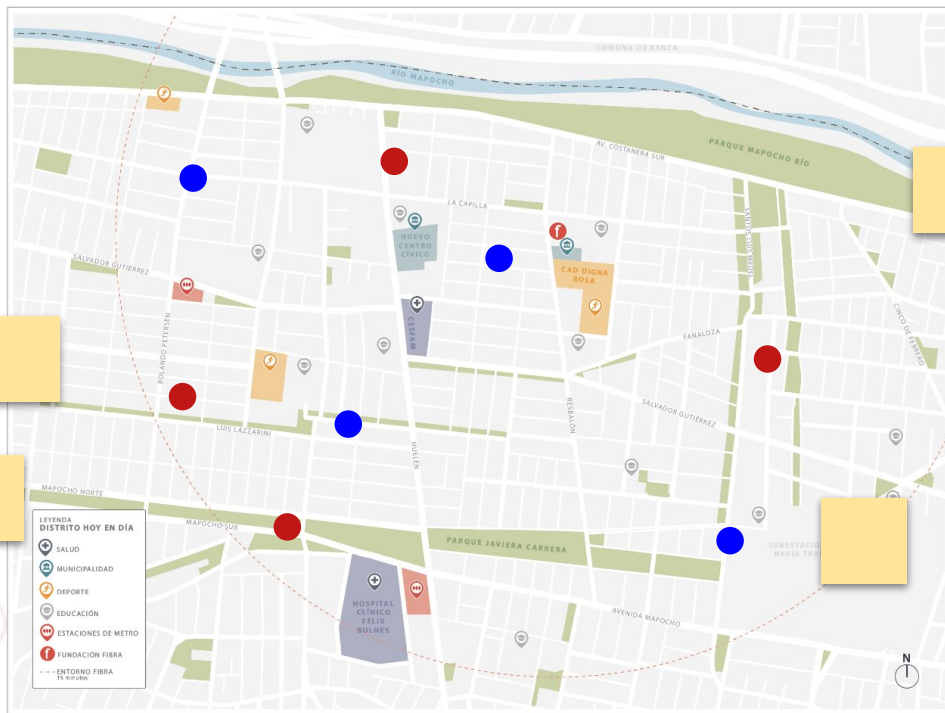 COMUNA DE RENCA
RÍO MAPOCHO
PARQUE MAPOCHO RÍO
AV. COSTANERA SUR
LA CAPILLA
NUEVO
CENTRO
CÍVICO
f
CAD DIGNA
ROSA
SALVADOR GUTIÉRREZ
CESFAM
ROLANDO PETERSEN
FANALOZA
CINCO DE FEBRERO
RESBALÓN
SALVADOR GUTIÉRREZ
LUIS LAZZARINI
HUELÉN
MAPOCHO NORTE
MAPOCHO SUR
PARQUE JAVIERA CARRERA
HOSPITAL
CLÍNICO
FÉLIX
BULNES
AVENIDA MAPOCHO
LEYENDA
DISTRITO HOY EN DÍA
SALUD
MUNICIPALIDAD
DEPORTE
EDUCACIÓN
ESTACIONES DE METRO
f FUNDACIÓN FIBRA
ENTORNO FIBRA
15 minutos
N